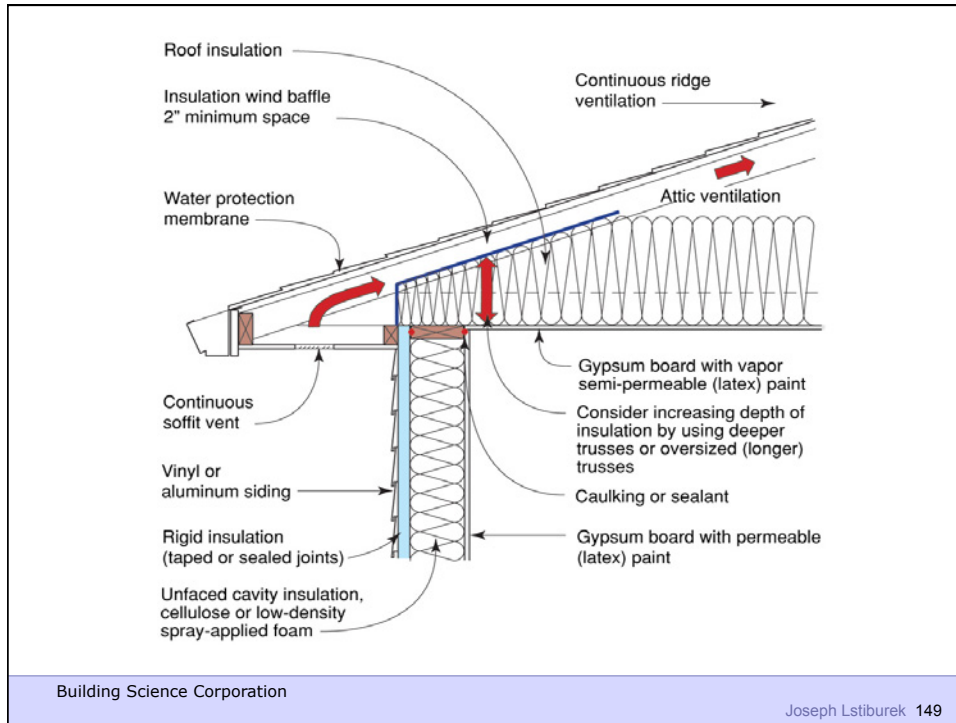 Roof insulation
Insulation wind baffle
2" minimum space
Water protection
membrane
Continuous
soffit vent
Vinyl or
aluminum siding
Rigid insulation
(taped or sealed joints)
Unfaced cavity insulation,
cellulose or low-density
spray-applied foam
Continuous ridge
ventilation
Attic ventilation
Gypsum board with vapor
semi-permeable (latex) paint
Consider increasing depth of
insulation by using deeper
trusses or oversized (longer)
trusses
Caulking or sealant
Gypsum board with permeable
(latex) paint
Building Science Corporation
Joseph Lstiburek 149